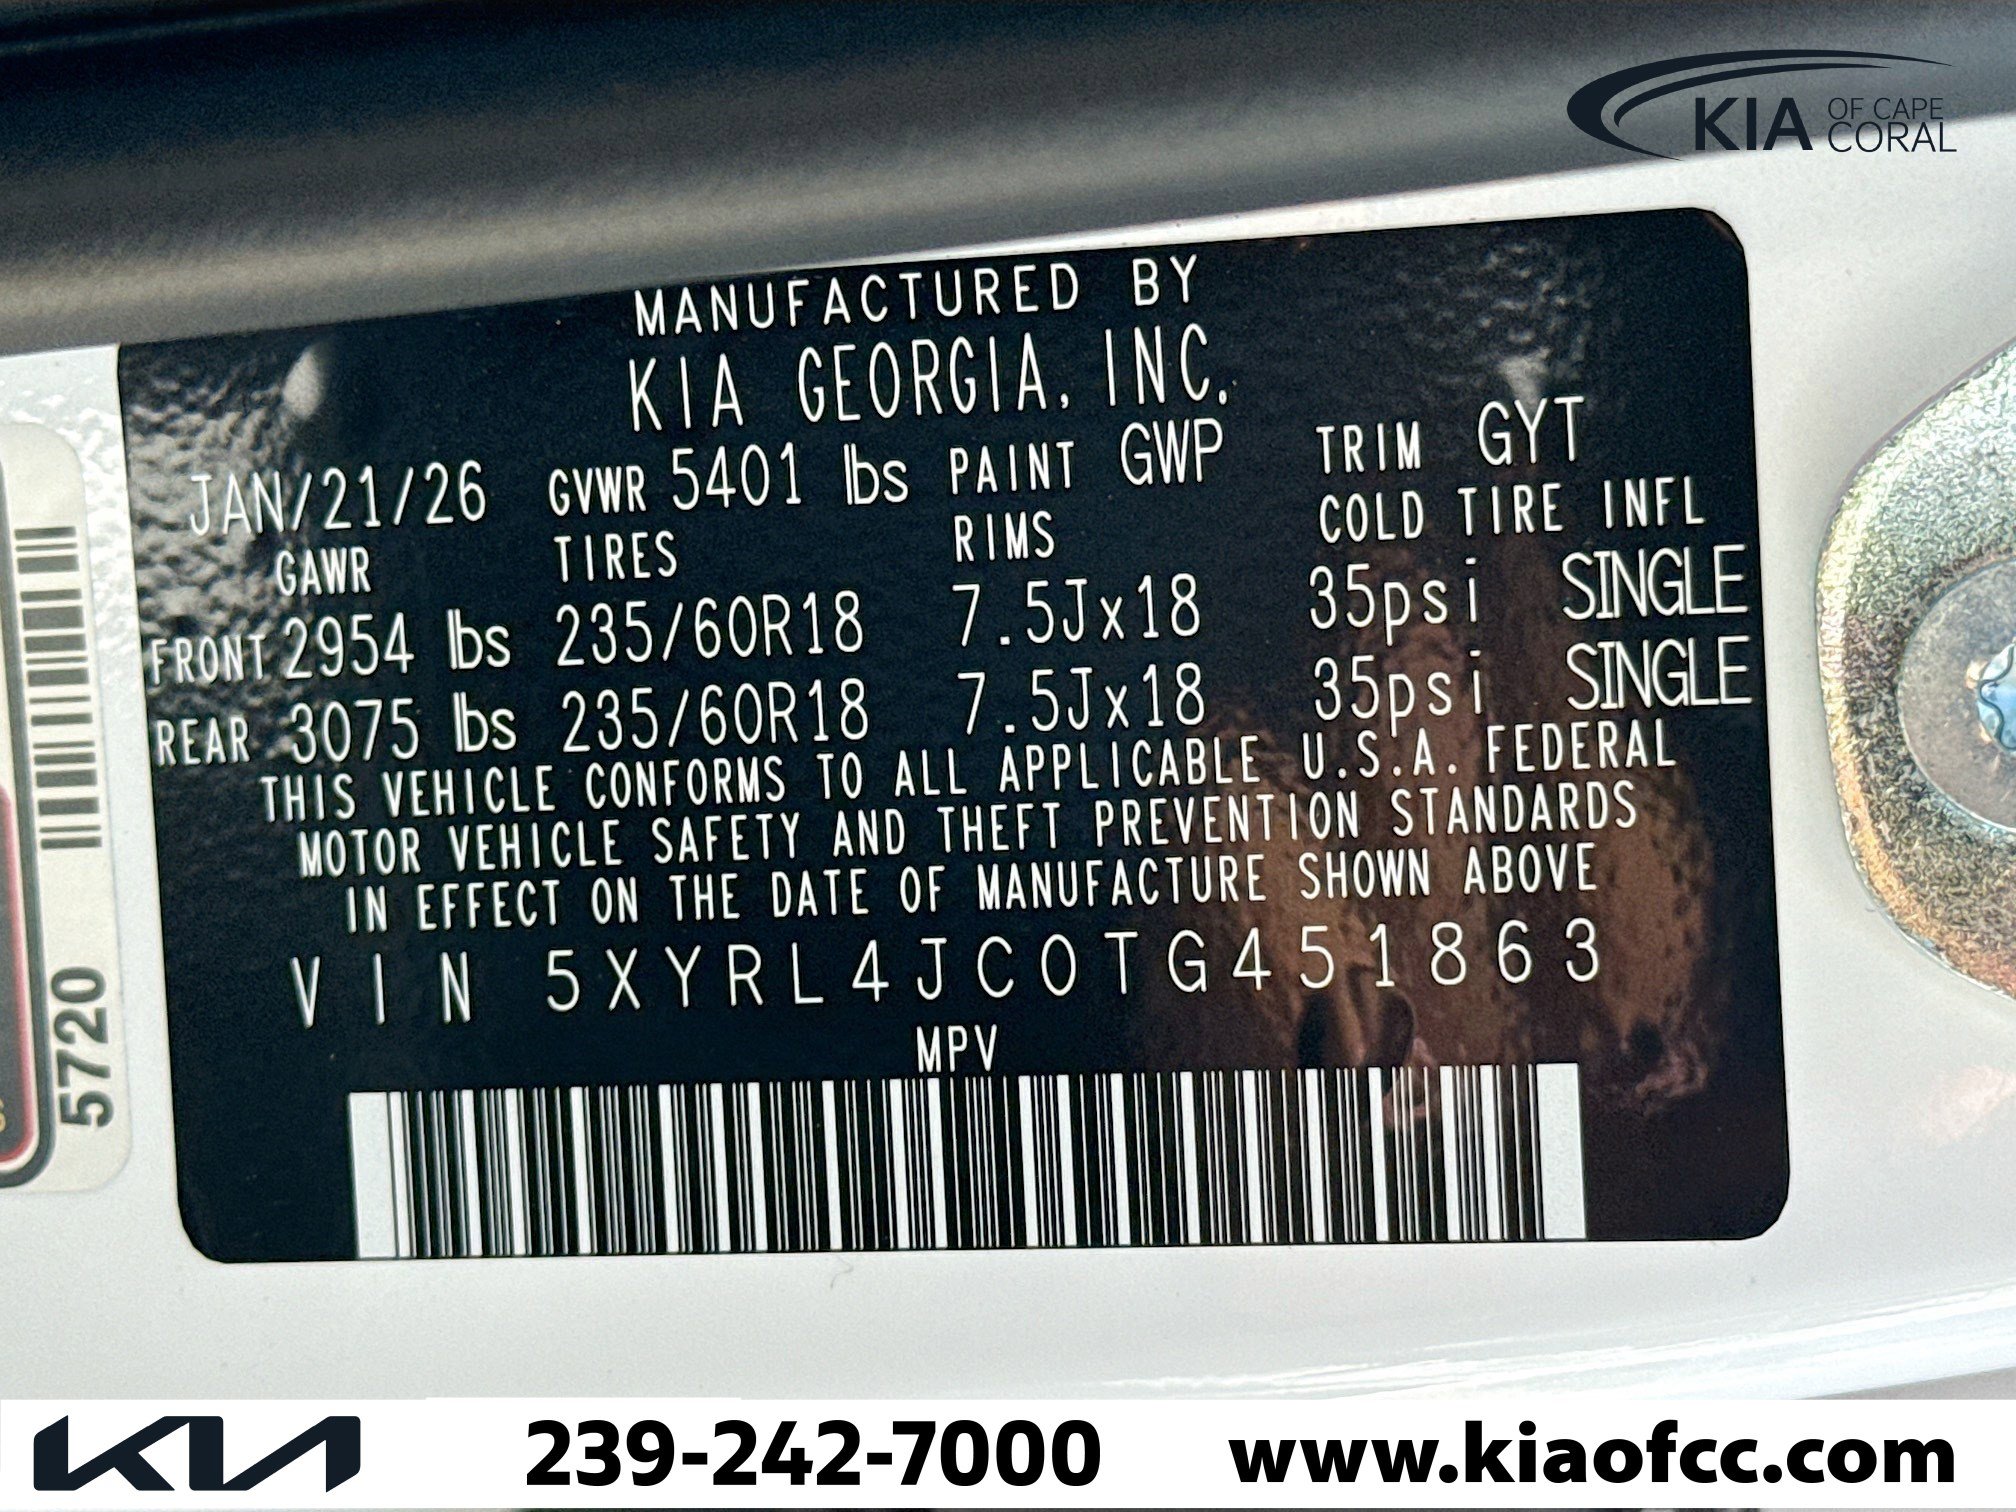 KIA OF CAPE CORAL
MANUFACTURED BY
KIA GEORGIA, INC.
JAN/21/26 GVWR 5401 lbs PAINT GWP TRIM GYT
GAWR TIRES RIMS COLD TIRE INFL
FRONT 2954 lbs 235/60R18 7.5Jx18 35psi SINGLE
REAR 3075 lbs 235/60R18 7.5Jx18 35psi SINGLE
THIS VEHICLE CONFORMS TO ALL APPLICABLE U.S.A. FEDERAL
MOTOR VEHICLE SAFETY AND THEFT PREVENTION STANDARDS
IN EFFECT ON THE DATE OF MANUFACTURE SHOWN ABOVE
VIN 5XYRL4JC0TG451863
MPV
5720
KIA 239-242-7000 www.kiaofcc.com